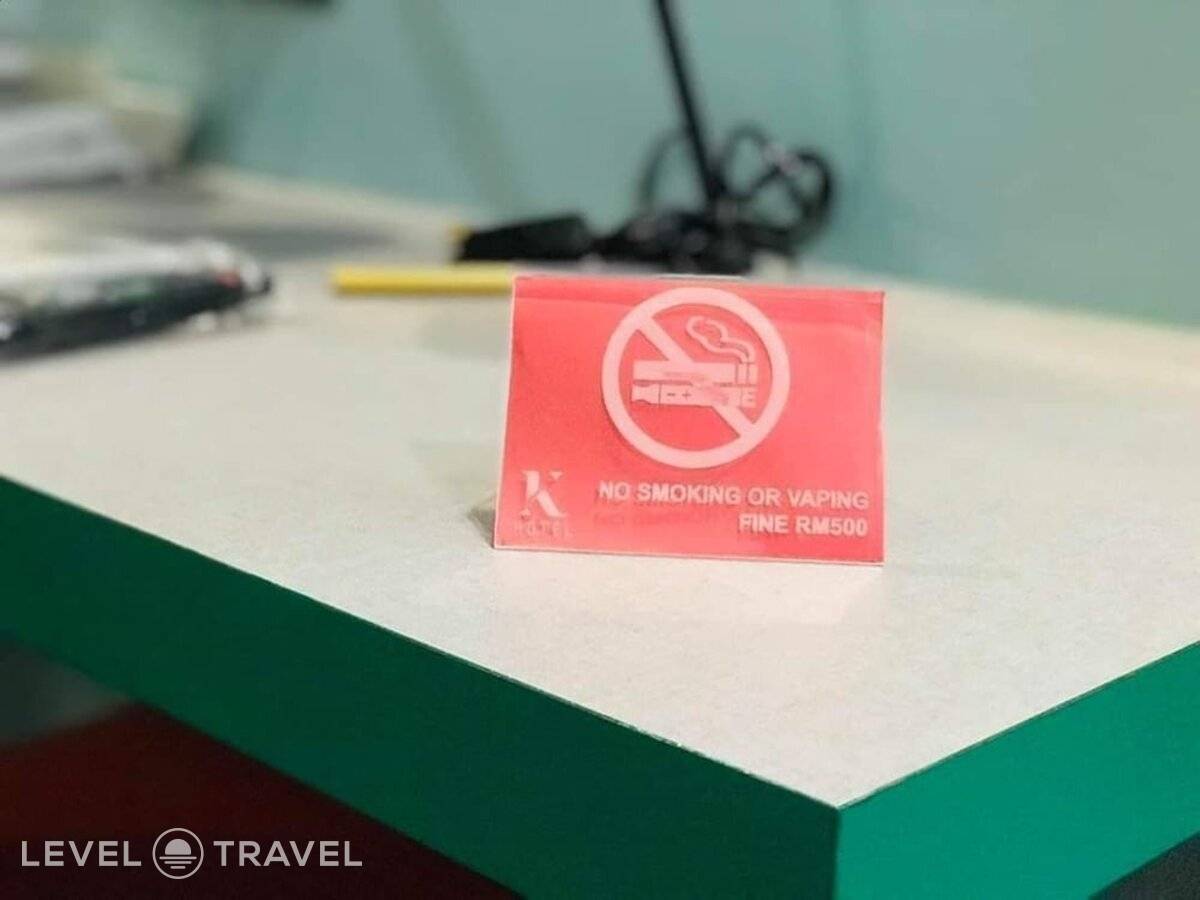 K
HOTEL
NO SMOKING OR VAPING
FINE RM500
LEVEL TRAVEL